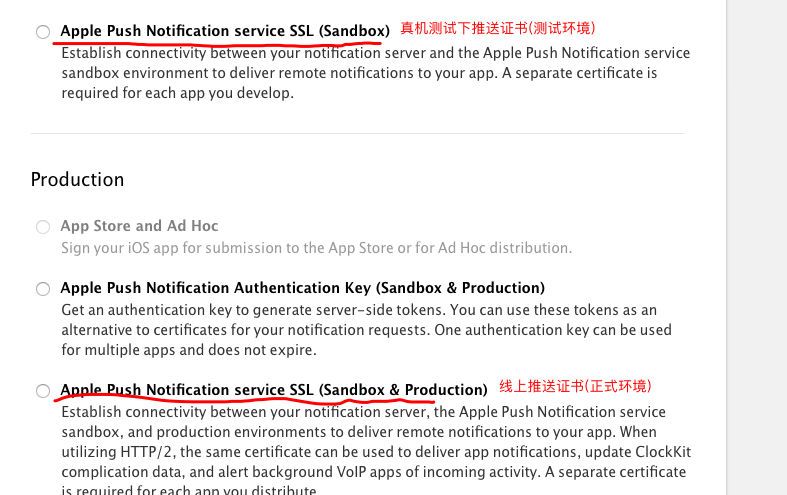 Apple Push Notification service SSL (Sandbox) 真机测试下推送证书(测试环境)
Establish connectivity between your notification server and the Apple Push Notification service
sandbox environment to deliver remote notifications to your app. A separate certificate is
required for each app you develop.
Production
App Store and Ad Hoc
Sign your iOS app for submission to the App Store or for Ad Hoc distribution.
Apple Push Notification Authentication Key (Sandbox & Production)
Get an authentication key to generate server-side tokens. You can use these tokens as an
alternative to certificates for your notification requests. One authentication key can be used
for multiple apps and does not expire.
Apple Push Notification service SSL (Sandbox & Production) 线上推送证书(正式环境)
Establish connectivity between your notification server, the Apple Push Notification service
sandbox, and production environments to deliver remote notifications to your app. When
utilizing HTTP/2, the same certificate can be used to deliver app notifications, update ClockKit
complication data, and alert background VoIP apps of incoming activity. A separate certificate
is required for each app you distribute.